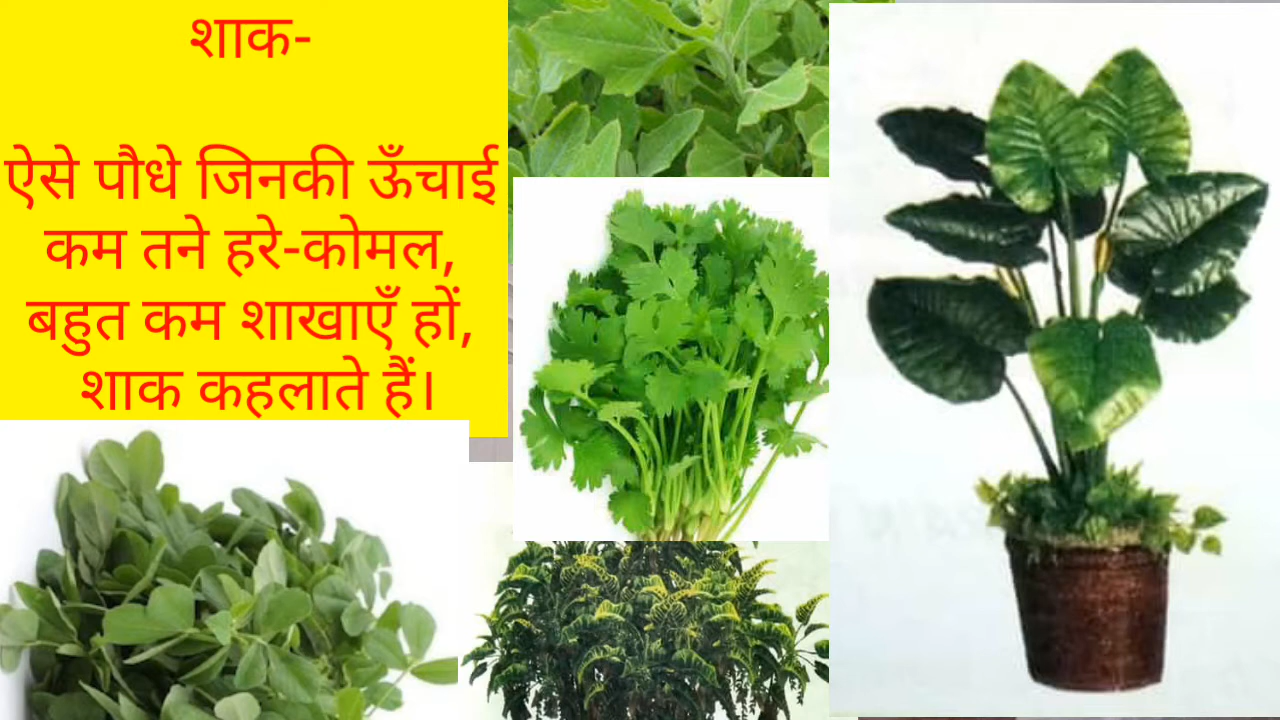 शाक-
ऐसे पौधे जिनकी ऊँचाई
कम तने हरे-कोमल,
बहुत कम शाखाएँ हों,
शाक कहलाते हैं।